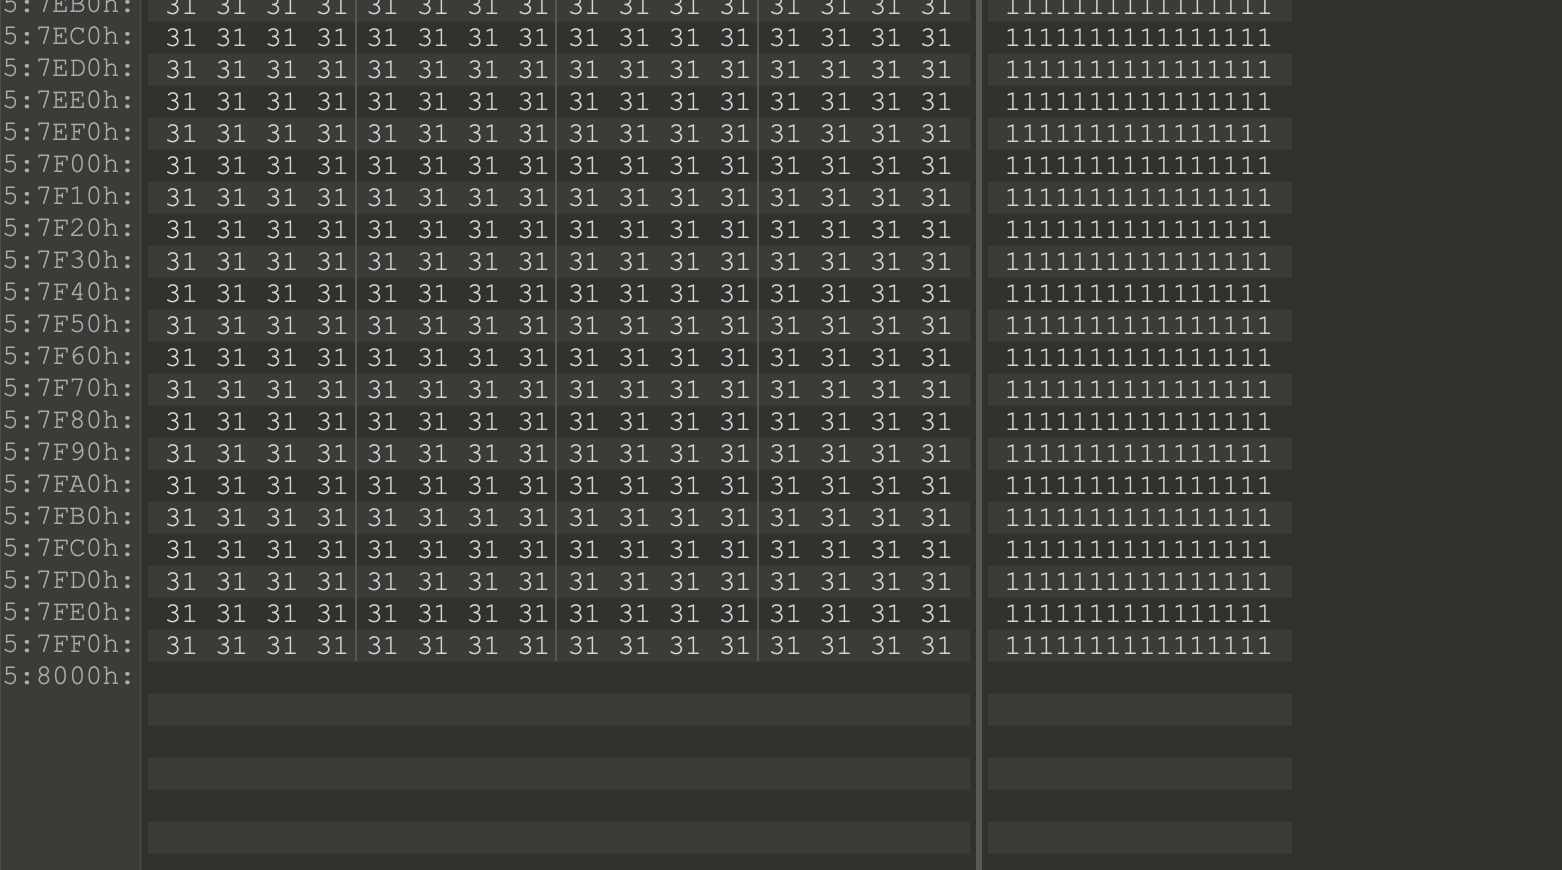 5:7EB0h: 31 31 31 31 31 31 31 31 31 31 31 31 31 31 31 31 1111111111111111
5:7EC0h: 31 31 31 31 31 31 31 31 31 31 31 31 31 31 31 31 1111111111111111
5:7ED0h: 31 31 31 31 31 31 31 31 31 31 31 31 31 31 31 31 1111111111111111
5:7EE0h: 31 31 31 31 31 31 31 31 31 31 31 31 31 31 31 31 1111111111111111
5:7EF0h: 31 31 31 31 31 31 31 31 31 31 31 31 31 31 31 31 1111111111111111
5:7F00h: 31 31 31 31 31 31 31 31 31 31 31 31 31 31 31 31 1111111111111111
5:7F10h: 31 31 31 31 31 31 31 31 31 31 31 31 31 31 31 31 1111111111111111
5:7F20h: 31 31 31 31 31 31 31 31 31 31 31 31 31 31 31 31 1111111111111111
5:7F30h: 31 31 31 31 31 31 31 31 31 31 31 31 31 31 31 31 1111111111111111
5:7F40h: 31 31 31 31 31 31 31 31 31 31 31 31 31 31 31 31 1111111111111111
5:7F50h: 31 31 31 31 31 31 31 31 31 31 31 31 31 31 31 31 1111111111111111
5:7F60h: 31 31 31 31 31 31 31 31 31 31 31 31 31 31 31 31 1111111111111111
5:7F70h: 31 31 31 31 31 31 31 31 31 31 31 31 31 31 31 31 1111111111111111
5:7F80h: 31 31 31 31 31 31 31 31 31 31 31 31 31 31 31 31 1111111111111111
5:7F90h: 31 31 31 31 31 31 31 31 31 31 31 31 31 31 31 31 1111111111111111
5:7FA0h: 31 31 31 31 31 31 31 31 31 31 31 31 31 31 31 31 1111111111111111
5:7FB0h: 31 31 31 31 31 31 31 31 31 31 31 31 31 31 31 31 1111111111111111
5:7FC0h: 31 31 31 31 31 31 31 31 31 31 31 31 31 31 31 31 1111111111111111
5:7FD0h: 31 31 31 31 31 31 31 31 31 31 31 31 31 31 31 31 1111111111111111
5:7FE0h: 31 31 31 31 31 31 31 31 31 31 31 31 31 31 31 31 1111111111111111
5:7FF0h: 31 31 31 31 31 31 31 31 31 31 31 31 31 31 31 31 1111111111111111
5:8000h: